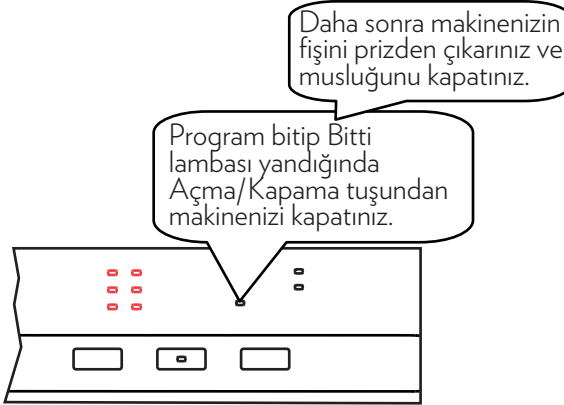 Daha sonra makinenizin
fişini prizden çıkarınız ve
musluğunu kapatınız.
Program bitip Bitti
lambası yandığında
Açma/Kapama tuşundan
makinenizi kapatınız.